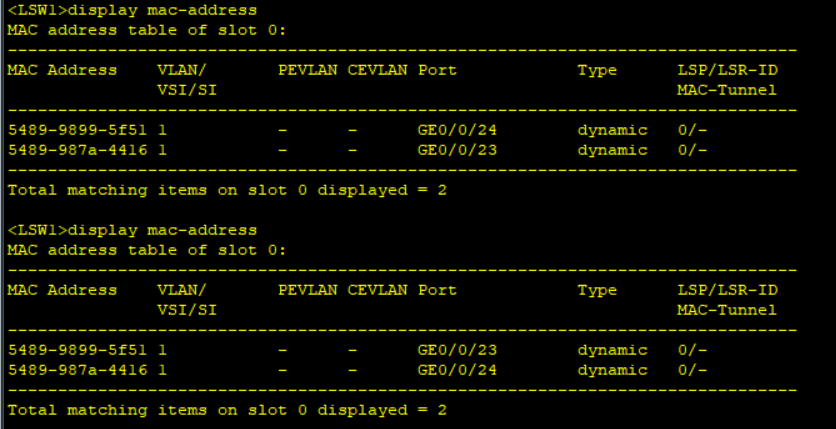 <LSW1>display mac-address
MAC address table of slot 0:
-------------------------------------------------------------------------------
MAC Address    VLAN/       PEVLAN CEVLAN Port            Type      LSP/LSR-ID
               VSI/SI                                              MAC-Tunnel
-------------------------------------------------------------------------------
5489-9899-5f51 1           -      -      GE0/0/24        dynamic   0/-
5489-987a-4416 1           -      -      GE0/0/23        dynamic   0/-
-------------------------------------------------------------------------------
Total matching items on slot 0 displayed = 2
<LSW1>display mac-address
MAC address table of slot 0:
-------------------------------------------------------------------------------
MAC Address    VLAN/       PEVLAN CEVLAN Port            Type      LSP/LSR-ID
               VSI/SI                                              MAC-Tunnel
-------------------------------------------------------------------------------
5489-9899-5f51 1           -      -      GE0/0/23        dynamic   0/-
5489-987a-4416 1           -      -      GE0/0/24        dynamic   0/-
-------------------------------------------------------------------------------
Total matching items on slot 0 displayed = 2